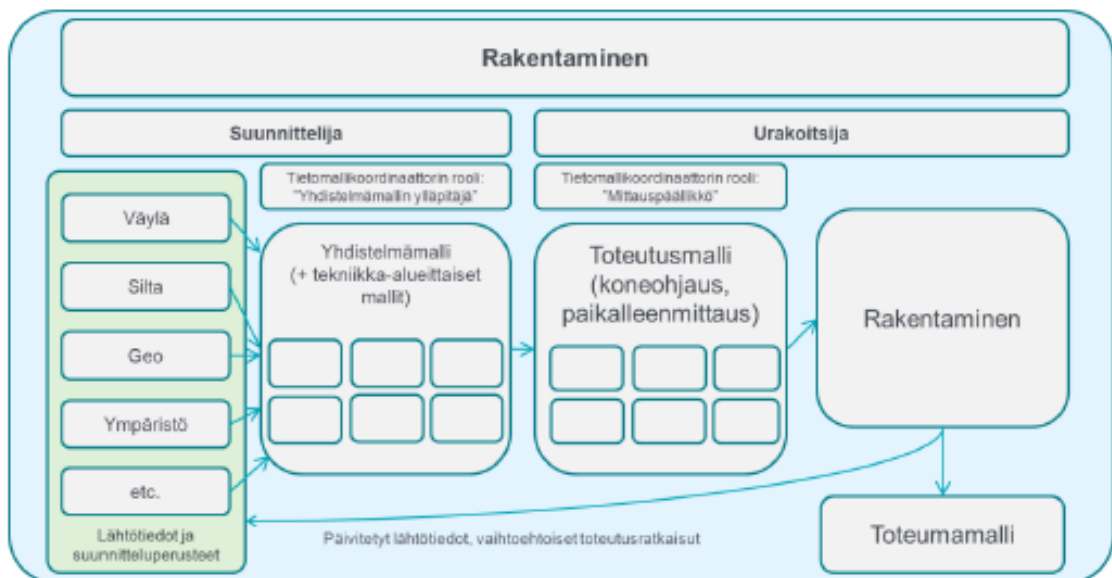 Rakentaminen
Suunnittelija
Urakoitsija
Tietomallikoordinaattorin rooli:
"Yhdistelmämallin ylläpitäjä"
Tietomallikoordinaattorin rooli:
"Mittauspäällikkö"
Väylä
Silta
Geo
Ympäristö
etc.
Lähtötiedot ja
suunnitteluperusteet
Yhdistelmämalli
(+ tekniikka-alueittaiset
mallit)
Toteutusmalli
(koneohjaus,
paikalleenmittaus)
Rakentaminen
Päivitetyt lähtötiedot, vaihtoehtoiset toteutusratkaisut
Toteumamalli